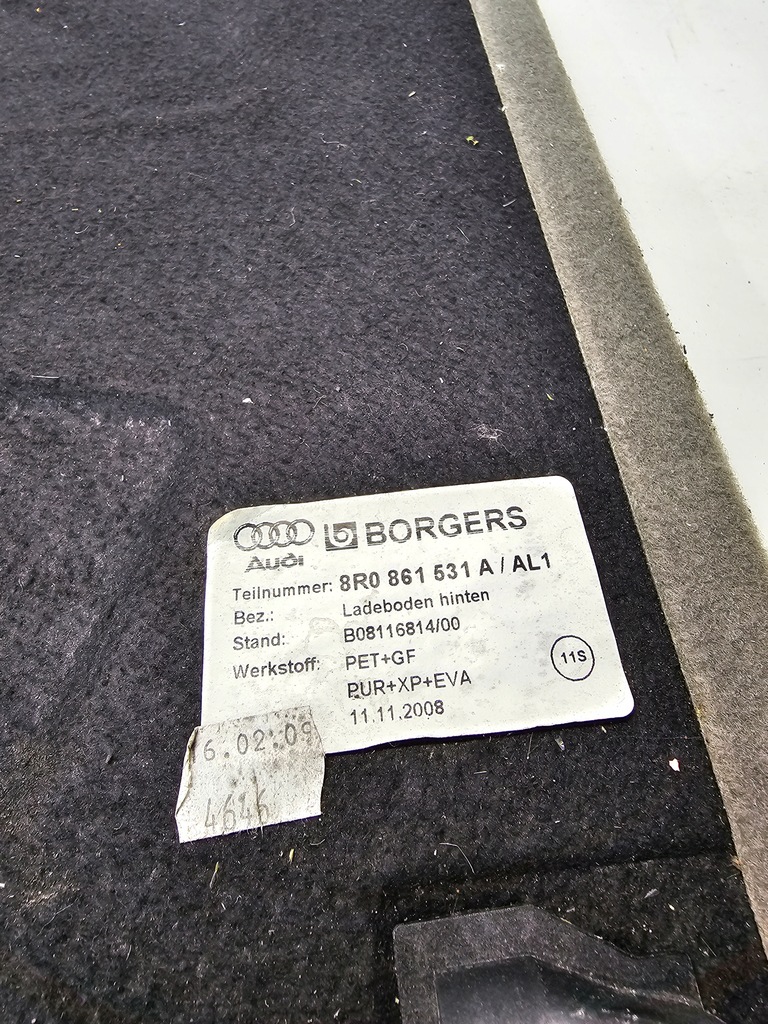 Audi
BORGERS
Teilnummer: 8R0 861 531 A / AL1
Bez.: Ladeboden hinten
Stand: B08116814/00
Werkstoff: PET+GF
PUR+XP+EVA
11.11.2008
11S
6.02.09
4646